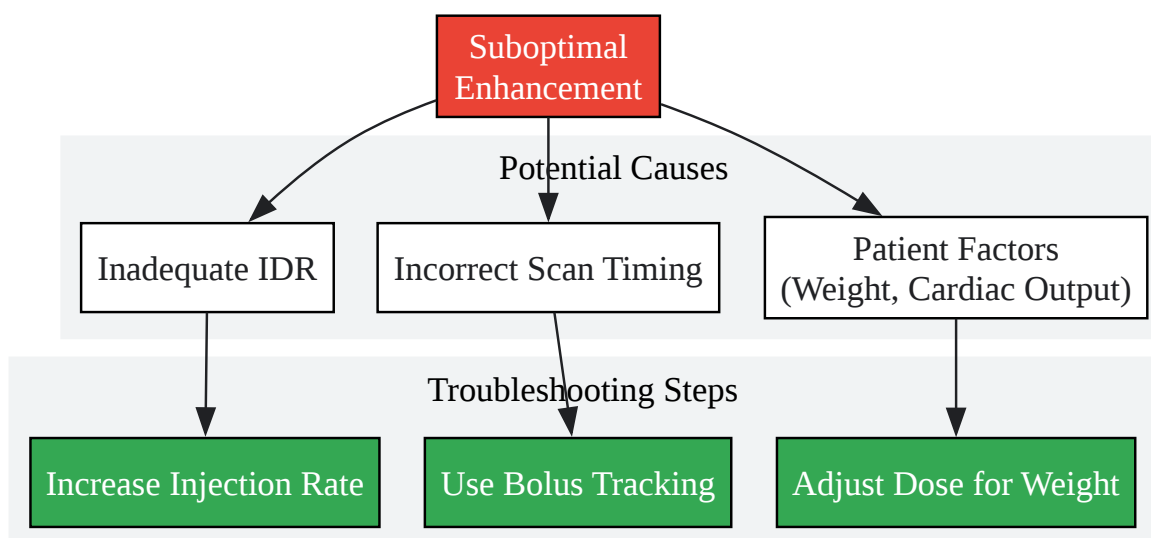 Suboptimal
Enhancement
Potential Causes
Inadequate IDR
Incorrect Scan Timing
Patient Factors
(Weight, Cardiac Output)
Troubleshooting Steps
Increase Injection Rate
Use Bolus Tracking
Adjust Dose for Weight